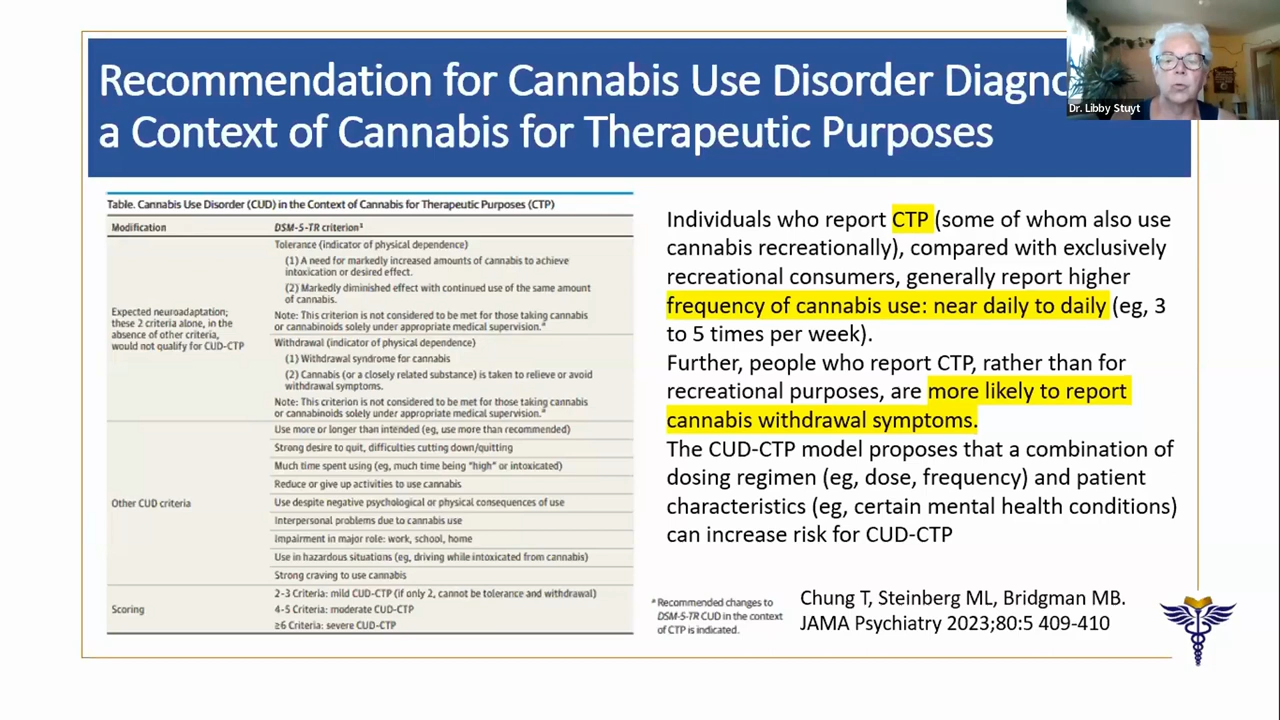 Recommendation for Cannabis Use Disorder Diagno
a Context of Cannabis for Therapeutic Purposes
Dr. Libby Stuyt
Table. Cannabis Use Disorder (CUD) in the Context of Cannabis for Therapeutic Purposes (CTP)
Modification
DSM-5-TR criterion¹
Expected neuroadaptation;
these 2 criteria alone, in the
absence of other criteria,
would not qualify for CUD-CTP
Tolerance (indicator of physical dependence)
(1) A need for markedly increased amounts of cannabis to achieve
intoxication or desired effect.
(2) Markedly diminished effect with continued use of the same amount
of cannabis.
Note: This criterion is not considered to be met for those taking cannabis
or cannabinoids solely under appropriate medical supervision.ᵃ
Withdrawal (indicator of physical dependence)
(1) Withdrawal syndrome for cannabis
(2) Cannabis (or a closely related substance) is taken to relieve or avoid
withdrawal symptoms.
Note: This criterion is not considered to be met for those taking cannabis
or cannabinoids solely under appropriate medical supervision.ᵃ
Other CUD criteria
Use more or longer than intended (eg, use more than recommended)
Strong desire to quit, difficulties cutting down/quitting
Much time spent using (eg, much time being "high" or intoxicated)
Reduce or give up activities to use cannabis
Use despite negative psychological or physical consequences of use
Interpersonal problems due to cannabis use
Impairment in major role: work, school, home
Use in hazardous situations (eg, driving while intoxicated from cannabis)
Strong craving to use cannabis
Scoring
2-3 Criteria: mild CUD-CTP (if only 2, cannot be tolerance and withdrawal)
4-5 Criteria: moderate CUD-CTP
≥6 Criteria: severe CUD-CTP
Individuals who report CTP (some of whom also use
cannabis recreationally), compared with exclusively
recreational consumers, generally report higher
frequency of cannabis use: near daily to daily (eg, 3
to 5 times per week).
Further, people who report CTP, rather than for
recreational purposes, are more likely to report
cannabis withdrawal symptoms.
The CUD-CTP model proposes that a combination of
dosing regimen (eg, dose, frequency) and patient
characteristics (eg, certain mental health conditions)
can increase risk for CUD-CTP
ᵃ Recommended changes to
DSM-5-TR CUD in the context
of CTP is indicated.
Chung T, Steinberg ML, Bridgman MB.
JAMA Psychiatry 2023;80:5 409-410